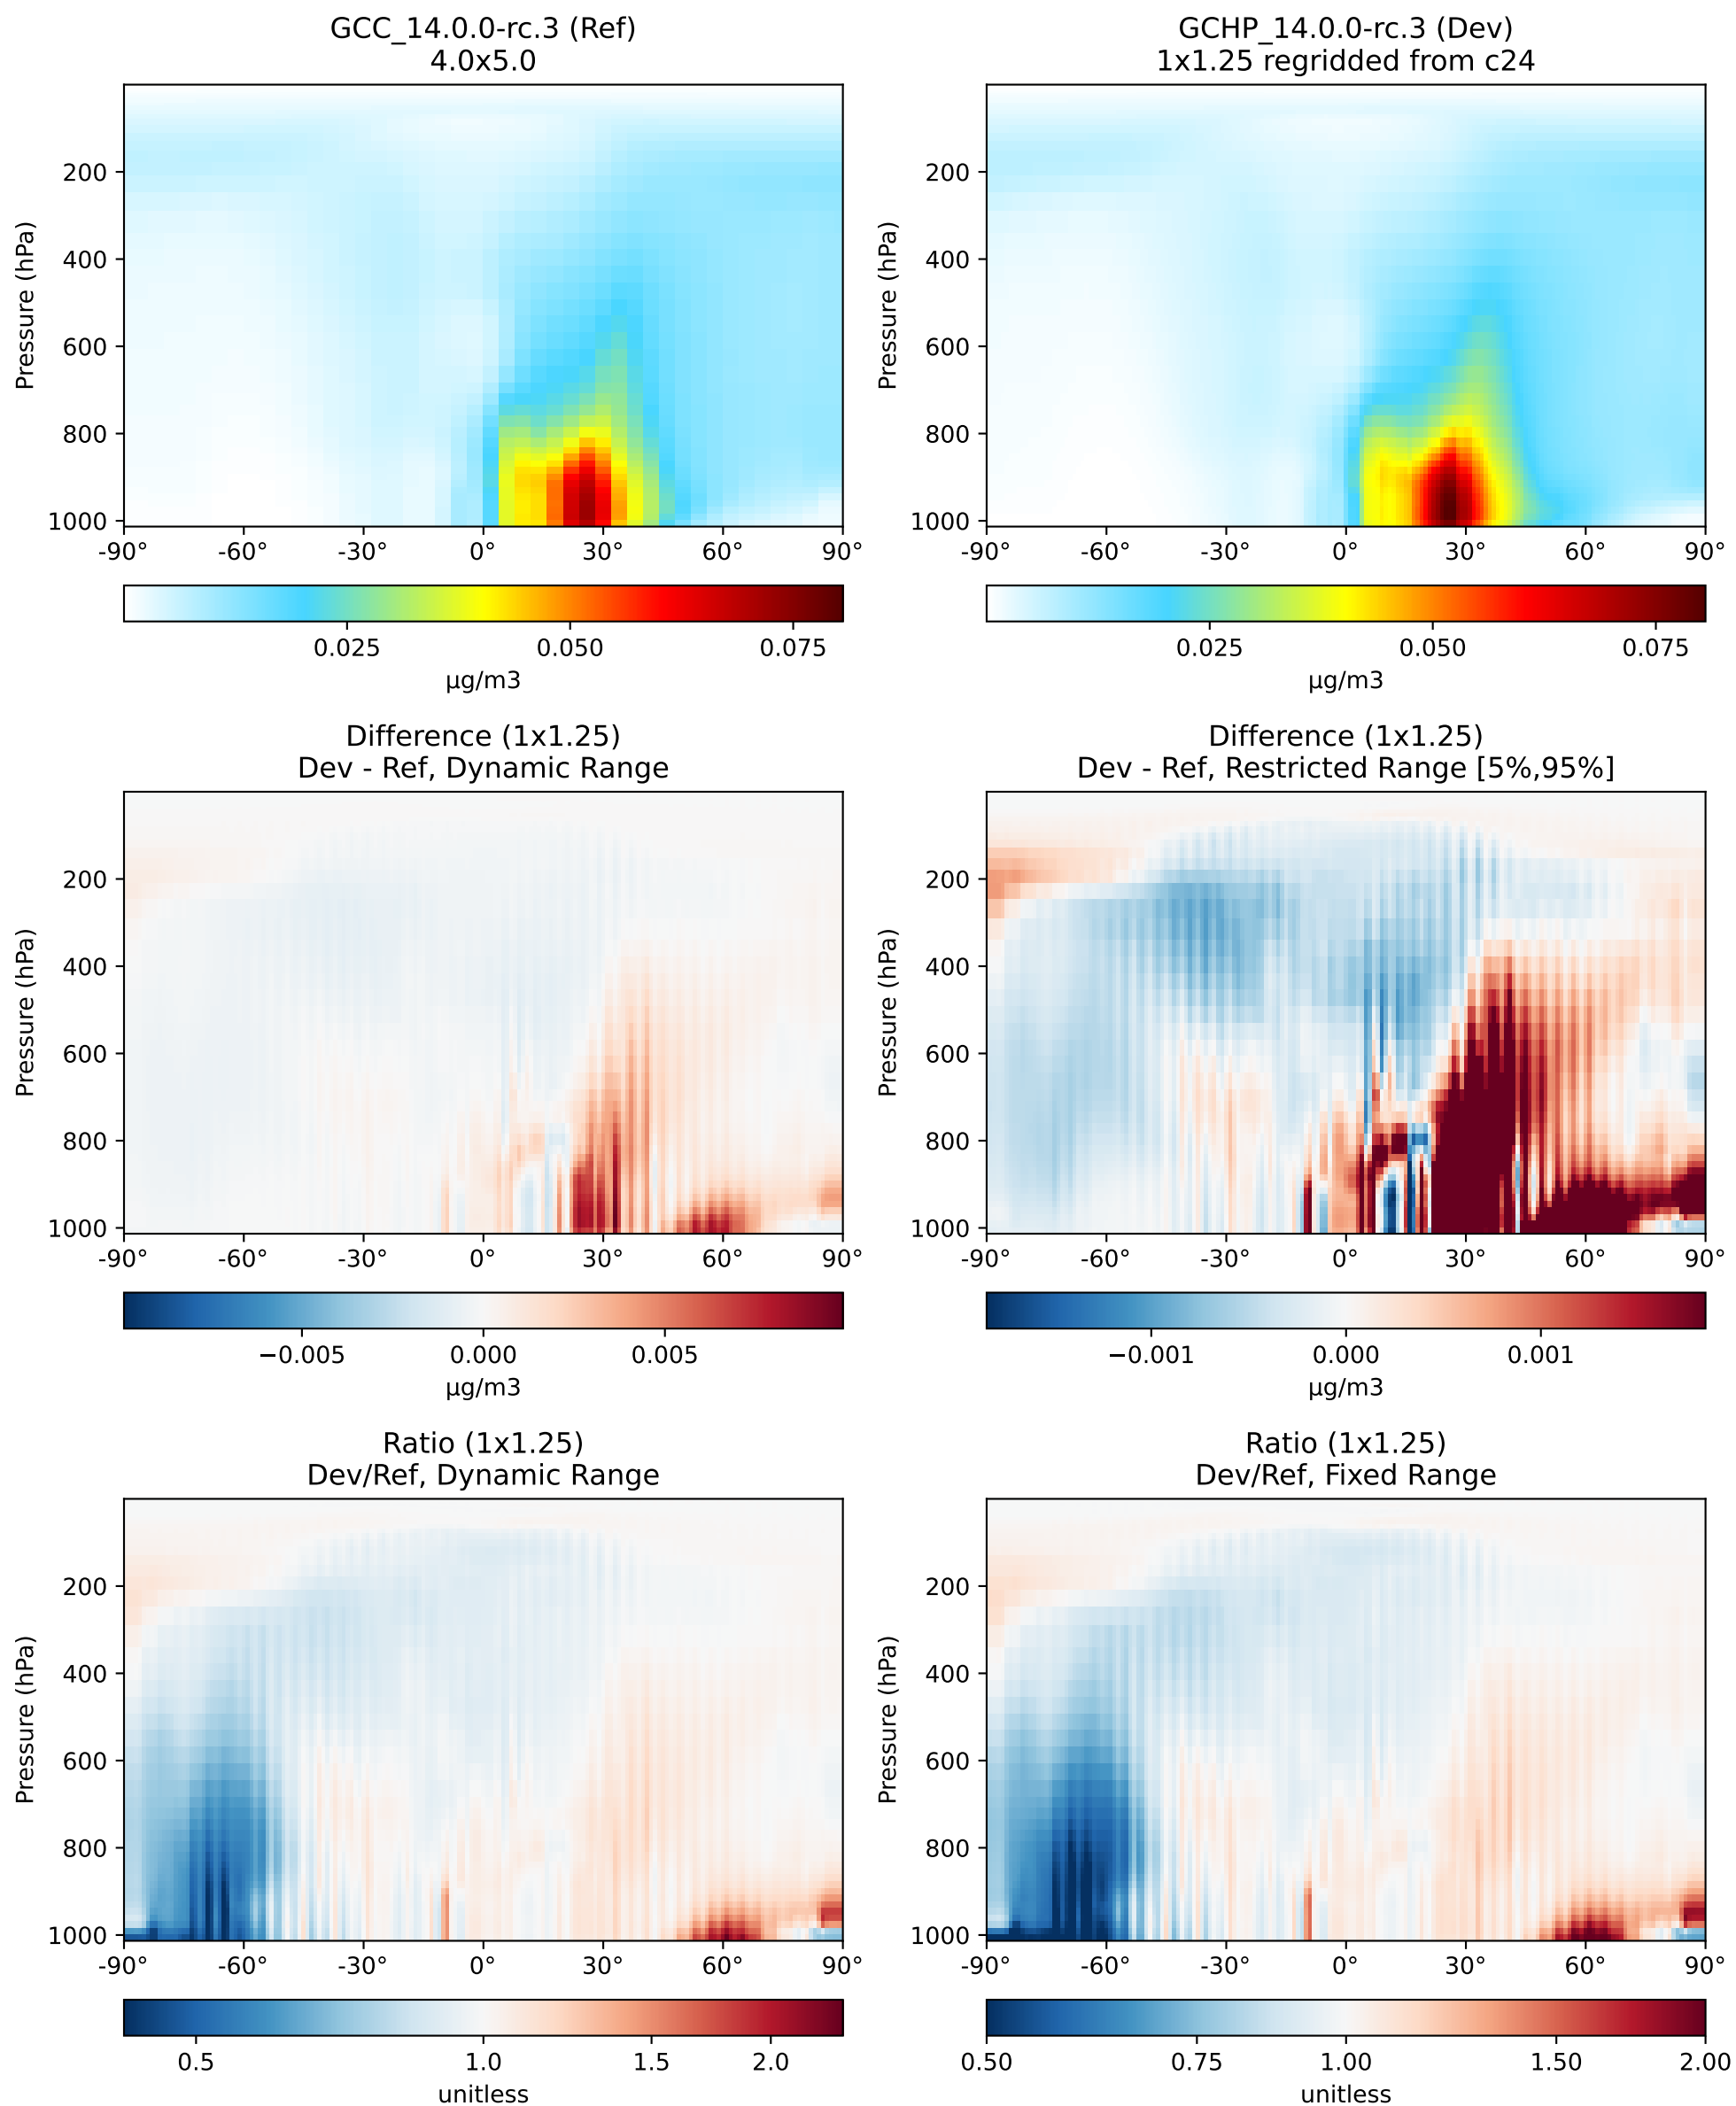 GCC_14.0.0-rc.3 (Ref)
4.0x5.0
GCHP_14.0.0-rc.3 (Dev)
1x1.25 regridded from c24
Pressure (hPa)
200
400
600
800
1000
-90° -60° -30° 0° 30° 60° 90°
0.025 0.050 0.075
µg/m3
Pressure (hPa)
200
400
600
800
1000
-90° -60° -30° 0° 30° 60° 90°
0.025 0.050 0.075
µg/m3
Difference (1x1.25)
Dev - Ref, Dynamic Range
Difference (1x1.25)
Dev - Ref, Restricted Range [5%,95%]
Pressure (hPa)
200
400
600
800
1000
-90° -60° -30° 0° 30° 60° 90°
−0.005 0.000 0.005
µg/m3
Pressure (hPa)
200
400
600
800
1000
-90° -60° -30° 0° 30° 60° 90°
−0.001 0.000 0.001
µg/m3
Ratio (1x1.25)
Dev/Ref, Dynamic Range
Ratio (1x1.25)
Dev/Ref, Fixed Range
Pressure (hPa)
200
400
600
800
1000
-90° -60° -30° 0° 30° 60° 90°
0.5 1.0 1.5 2.0
unitless
Pressure (hPa)
200
400
600
800
1000
-90° -60° -30° 0° 30° 60° 90°
0.50 0.75 1.00 1.50 2.00
unitless